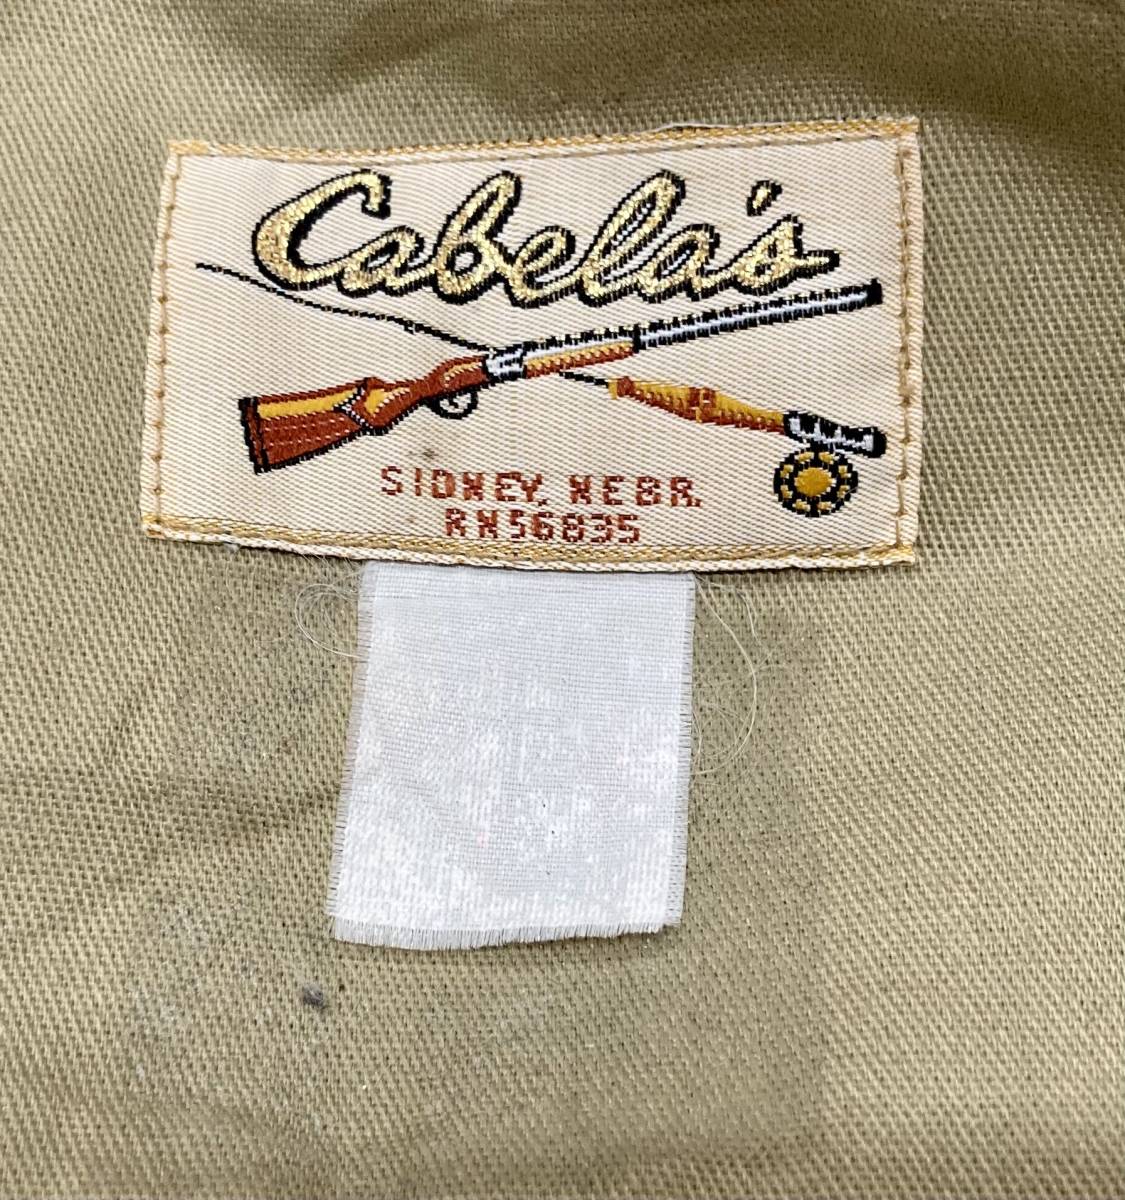 Cabela's
SIDNEY, NEBR.
RN56835